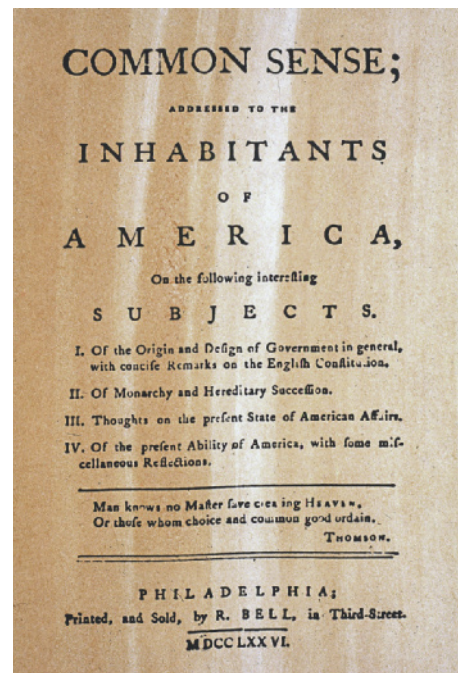 COMMON SENSE;
ADDRESSED TO THE
INHABITANTS
OF
AMERICA,
On the following interesting
SUBJECTS.
I. Of the Origin and Design of Government in general,
with concise Remarks on the English Constitution.
II. Of Monarchy and Hereditary Succession.
III. Thoughts on the present State of American Affairs.
IV. Of the present Ability of America, with some mis-
cellaneous Reflections.
Man knows no Master save creating HEAVEN,
Or those whom choice and common good ordain.
THOMSON.
PHILADELPHIA;
Printed, and Sold, by R. BELL, in Third-Street.
MDCCLXXVI.